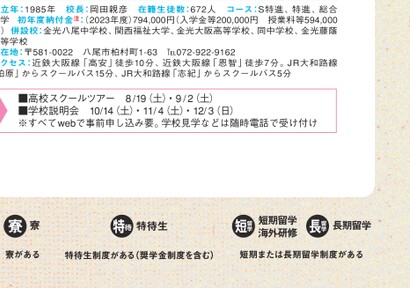 立年：1985年　校長：岡田親彦　在籍生徒数：672人　コース：S特進、特進、総合
学　初年度納付金注：（2023年度）794,000円（入学金等200,000円　授業料等594,000
）併設校：金光八尾中学校、関西福祉大学、金光大阪高等学校、同中学校、金光藤蔭
等学校
在地：〒581-0022　八尾市柏村町1-63　℡072-922-9162
クセス：近鉄大阪線「高安」徒歩10分、近鉄大阪線「恩智」徒歩7分。JR大和路線
柏原」からスクールバス15分、JR大和路線「志紀」からスクールバス5分
■高校スクールツアー　8/19（土）・9/2（土）
■学校説明会　10/14（土）・11/4（土）・12/3（日）
※すべてwebで事前申し込み要。学校見学などは随時電話で受け付け
寮 寮
特待 特待生
短留学 短期留学
海外研修
長留学 長期留学
寮がある
特待生制度がある（奨学金制度を含む）
短期または長期留学制度がある